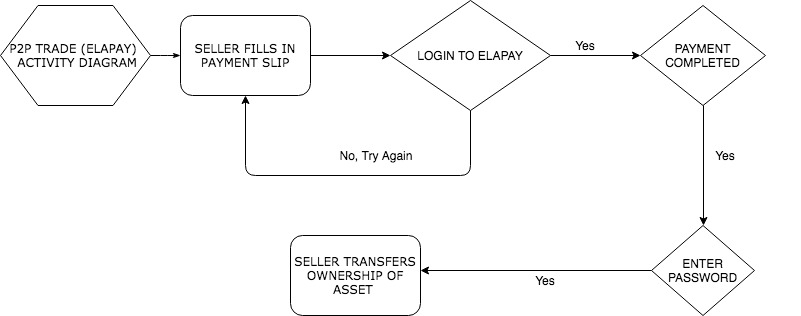 P2P TRADE (ELAPAY)
ACTIVITY DIAGRAM
SELLER FILLS IN
PAYMENT SLIP
LOGIN TO ELAPAY
Yes
PAYMENT
COMPLETED
No, Try Again
Yes
SELLER TRANSFERS
OWNERSHIP OF
ASSET
Yes
ENTER
PASSWORD